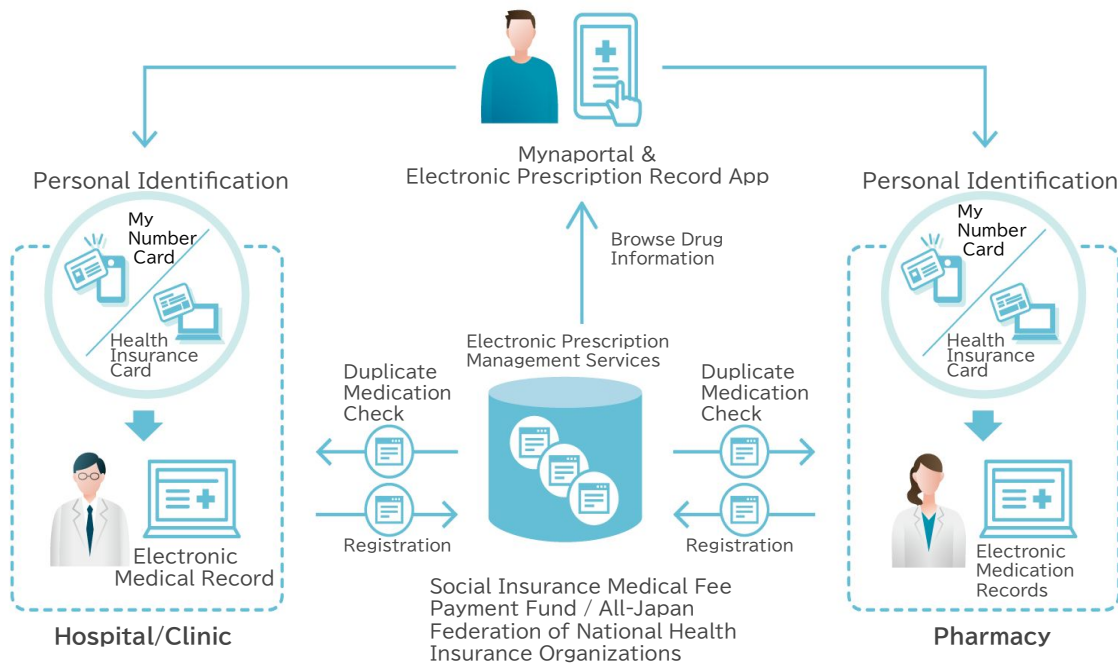 Mynaportal &
Electronic Prescription Record App
Personal Identification
My
Number
Card
Health
Insurance
Card
Electronic
Medical Record
Hospital/Clinic
Browse Drug
Information
Electronic Prescription
Management Services
Duplicate
Medication
Check
Registration
Duplicate
Medication
Check
Registration
Social Insurance Medical Fee
Payment Fund / All-Japan
Federation of National Health
Insurance Organizations
Personal Identification
My
Number
Card
Health
Insurance
Card
Electronic
Medication
Records
Pharmacy